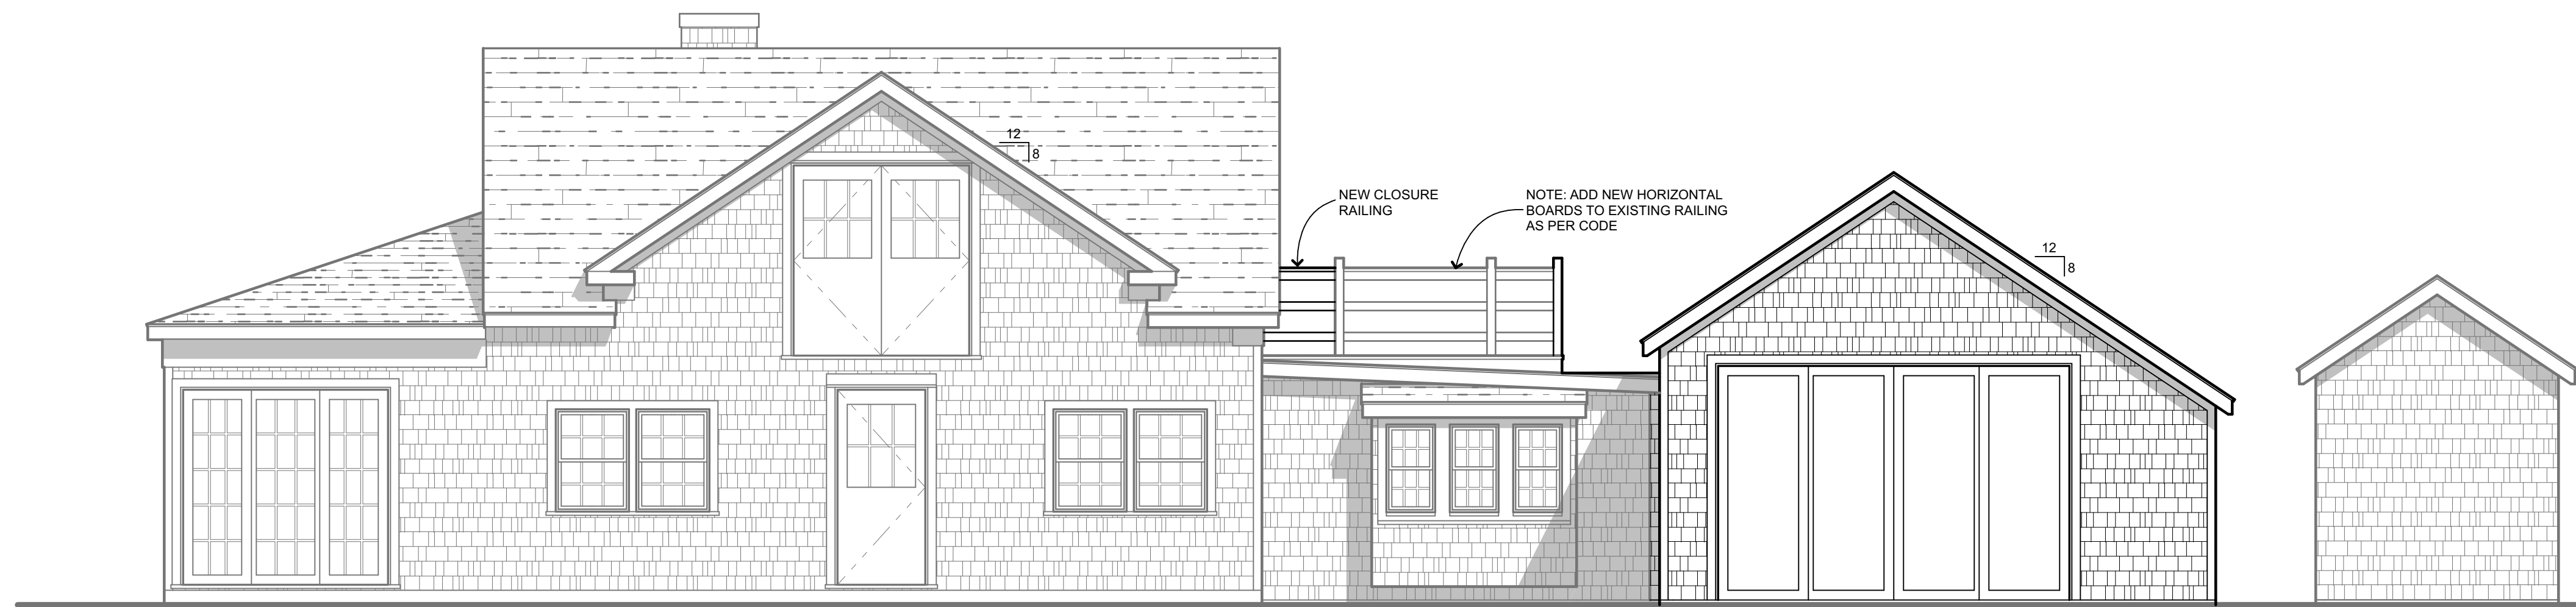 12
8
NEW CLOSURE
RAILING
NOTE: ADD NEW HORIZONTAL
BOARDS TO EXISTING RAILING
AS PER CODE
12
8